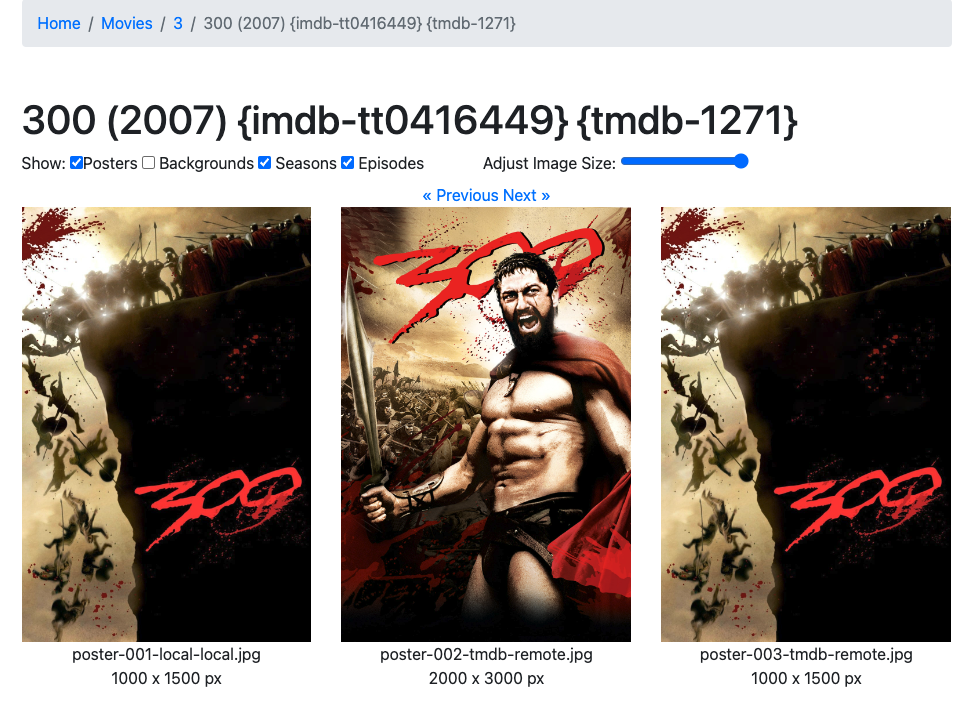 Home / Movies / 3 / 300 (2007) {imdb-tt0416449} {tmdb-1271}
300 (2007) {imdb-tt0416449} {tmdb-1271}
Show: Posters Backgrounds Seasons Episodes Adjust Image Size:
« Previous Next »
300
300
300
poster-001-local-local.jpg
poster-002-tmdb-remote.jpg
poster-003-tmdb-remote.jpg
1000 x 1500 px
2000 x 3000 px
1000 x 1500 px